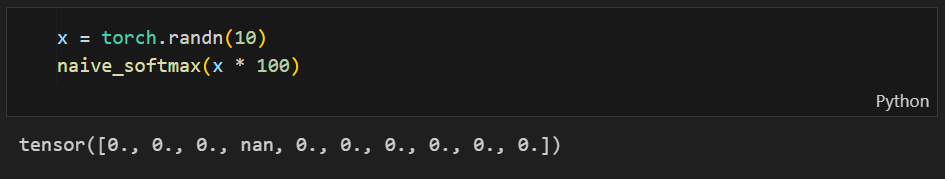 x = torch.randn(10)
naive_softmax(x * 100)
Python
tensor([0., 0., 0., nan, 0., 0., 0., 0., 0., 0.])